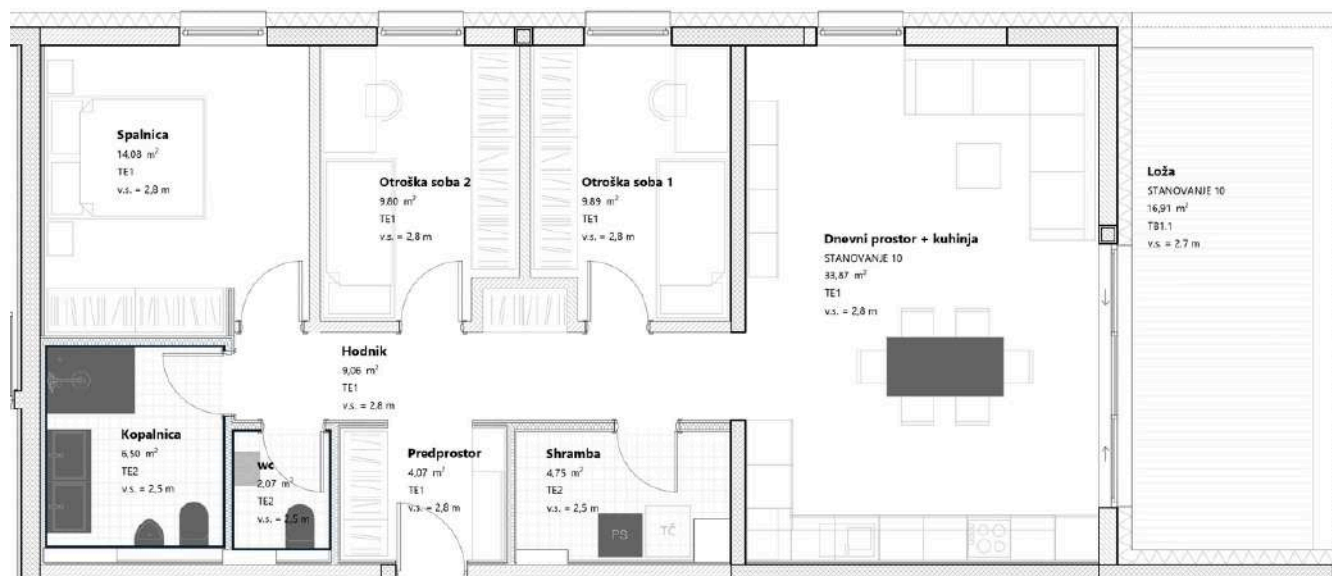 Spalnica
14,08 m²
TE1
v.s. = 2,8 m
Otroška soba 2
9,80 m²
TE1
v.s. = 2,8 m
Otroška soba 1
9,89 m²
TE1
v.s. = 2,8 m
Dnevni prostor + kuhinja
STANOVANJE 10
33,87 m²
TE1
v.s. = 2,8 m
Loža
STANOVANJE 10
16,91 m²
TB1.1
v.s. = 2,7 m
Hodnik
9,06 m²
TE1
v.s. = 2,8 m
Kopalnica
6,50 m²
TE2
v.s. = 2,5 m
wc
2,07 m²
TE2
v.s. = 2,5 m
Predprostor
4,07 m²
TE1
v.s. = 2,8 m
Shramba
4,75 m²
TE2
v.s. = 2,5 m
PS
TČ